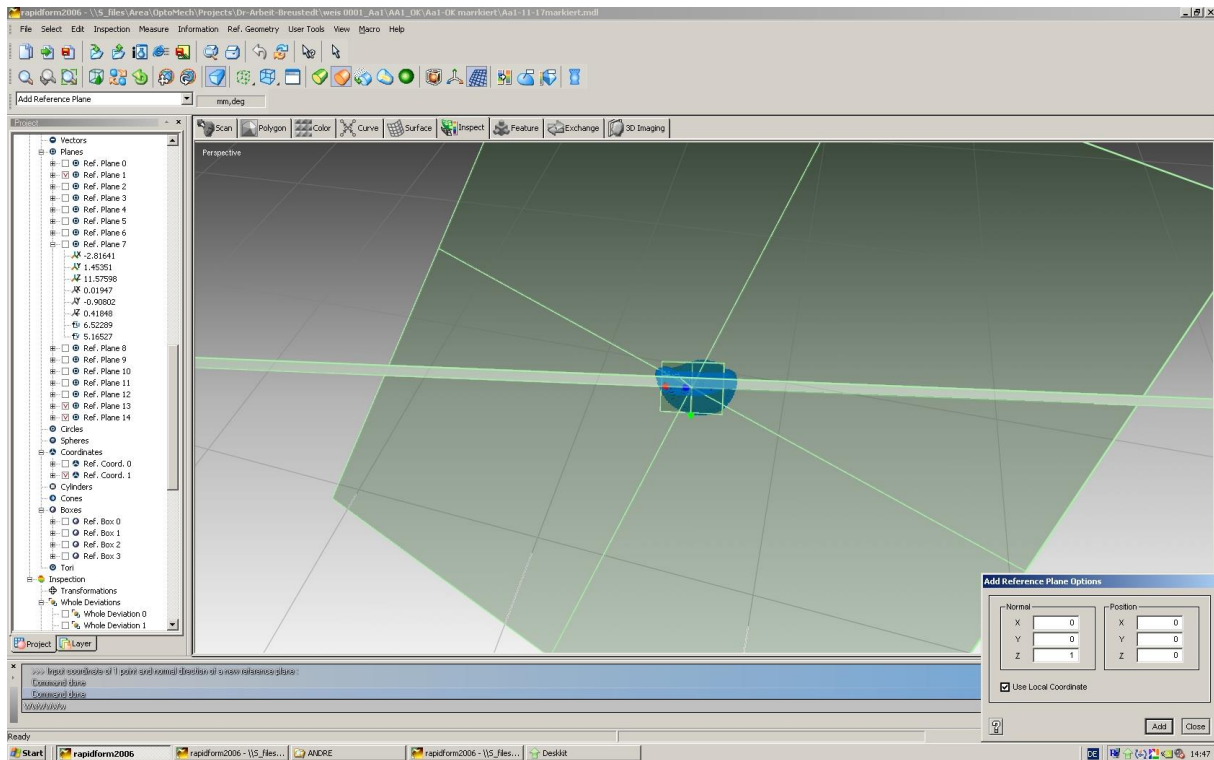 rapidform2006 - \\S_files\Area\OptoMech\Projects\Dr-Arbeit-Breustedt\weis 0001_Aa1\AA1_OK\Aa1-OK marrkiert\Aa1-11-17markiert.mdl
File Select Edit Inspection Measure Information Ref. Geometry User Tools View Macro Help
Add Reference Plane
mm,deg
Project
Scan Polygon Color Curve Surface Inspect Feature Exchange 3D Imaging
Perspective
Vectors
Planes
Ref. Plane 0
Ref. Plane 1
Ref. Plane 2
Ref. Plane 3
Ref. Plane 4
Ref. Plane 5
Ref. Plane 6
Ref. Plane 7
-2.81641
1.45351
11.57598
0.01947
-0.90802
0.41848
6.52289
5.16527
Ref. Plane 8
Ref. Plane 9
Ref. Plane 10
Ref. Plane 11
Ref. Plane 12
Ref. Plane 13
Ref. Plane 14
Circles
Spheres
Coordinates
Ref. Coord. 0
Ref. Coord. 1
Cylinders
Cones
Boxes
Ref. Box 0
Ref. Box 1
Ref. Box 2
Ref. Box 3
Tori
Inspection
Transformations
Whole Deviations
Whole Deviation 0
Whole Deviation 1
Project Layer
Add Reference Plane Options
Normal Position
X 0 X 0
Y 0 Y 0
Z 1 Z 0
Use Local Coordinate
Add Close
>>> Input coordinate of 1 point and normal direction of a new reference plane :
Command done
Command done
Ready
Start rapidform2006 rapidform2006 - \\S_files... ANDRE rapidform2006 - \\S_files... Deskkit DE 14:47